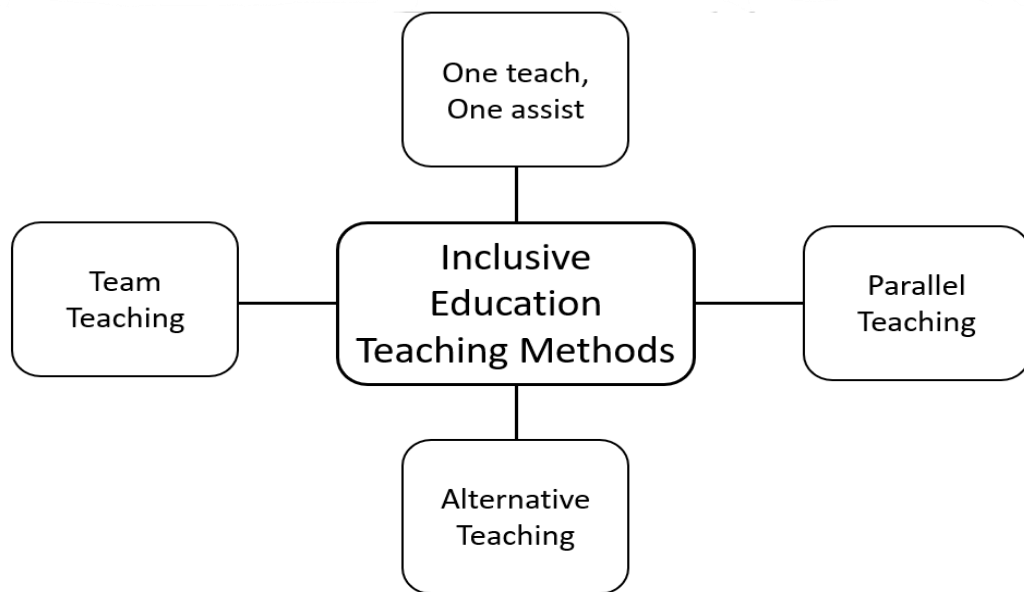 One teach,
One assist
Team
Teaching
Inclusive
Education
Teaching Methods
Parallel
Teaching
Alternative
Teaching